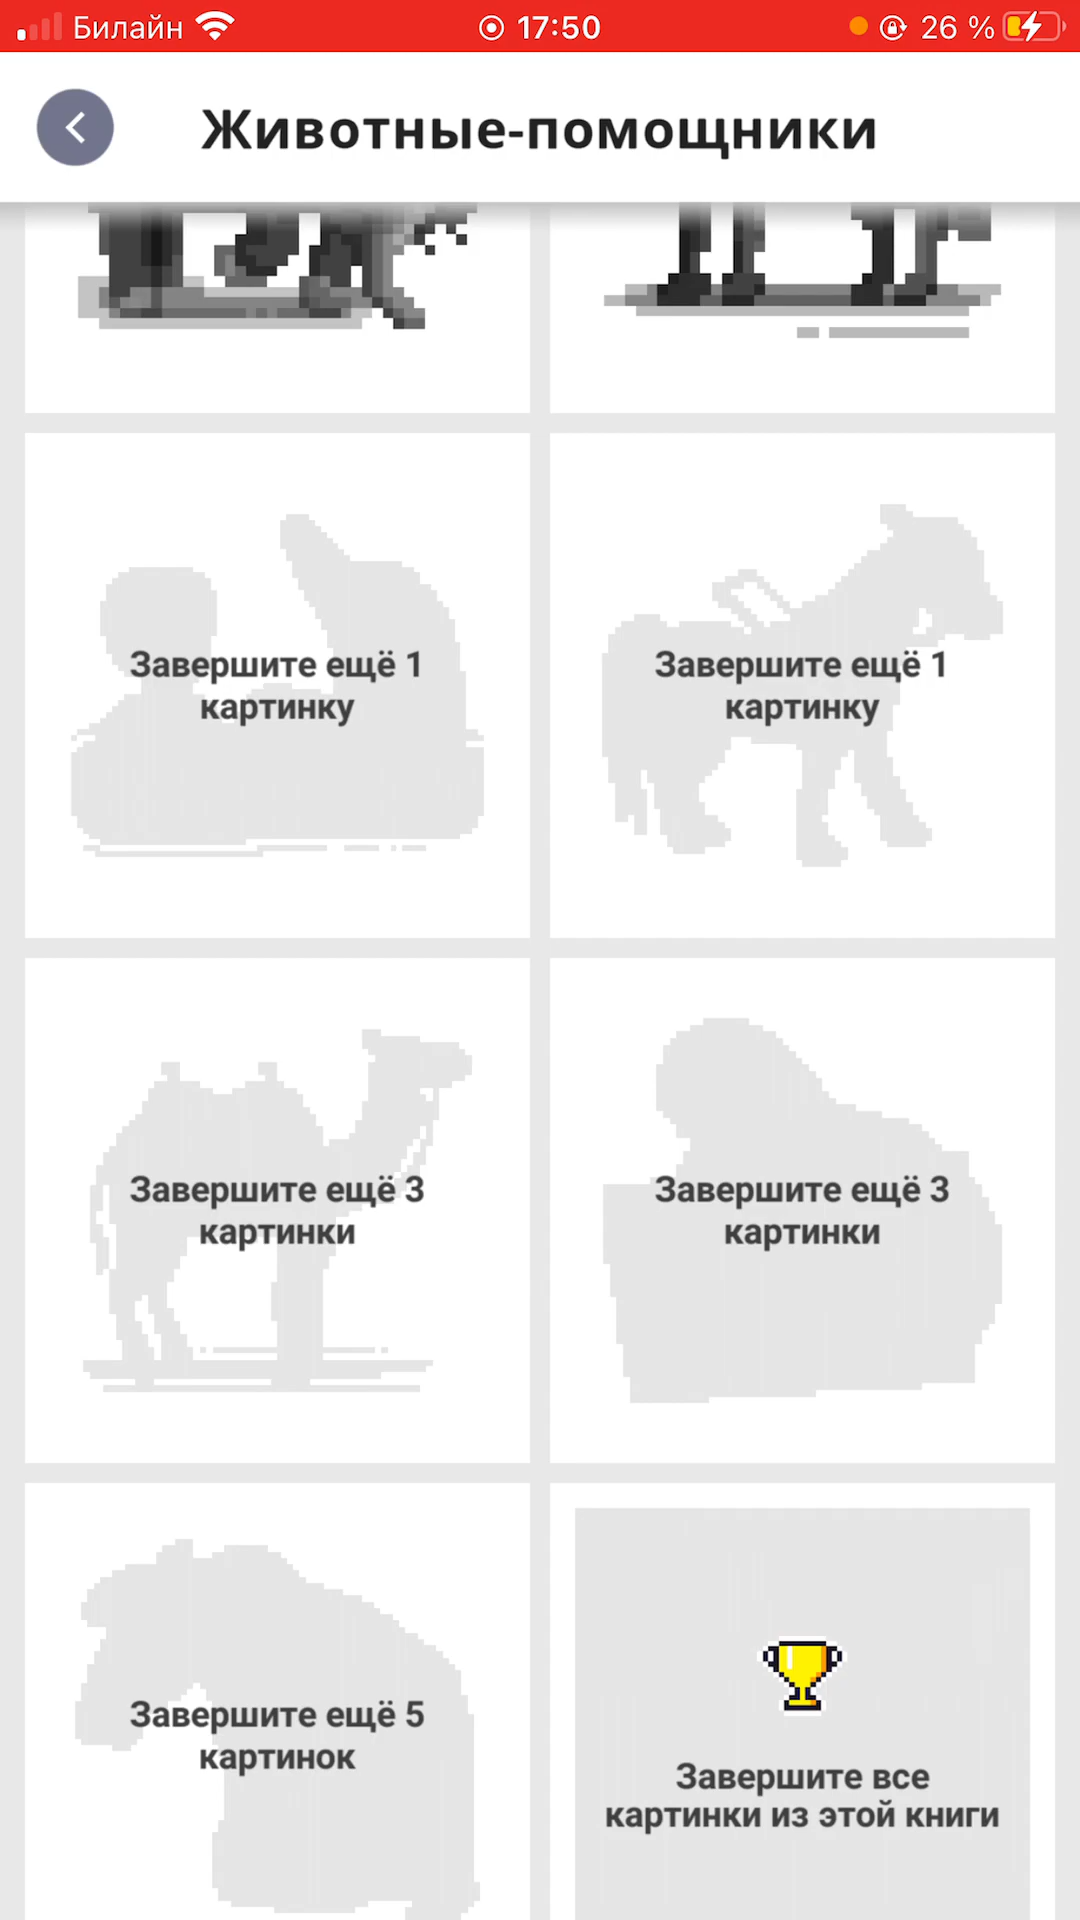 Билайн 17:50 26 %
Животные-помощники
Завершите ещё 1
картинку
Завершите ещё 1
картинку
Завершите ещё 3
картинки
Завершите ещё 3
картинки
Завершите ещё 5
картинок
Завершите все
картинки из этой книги